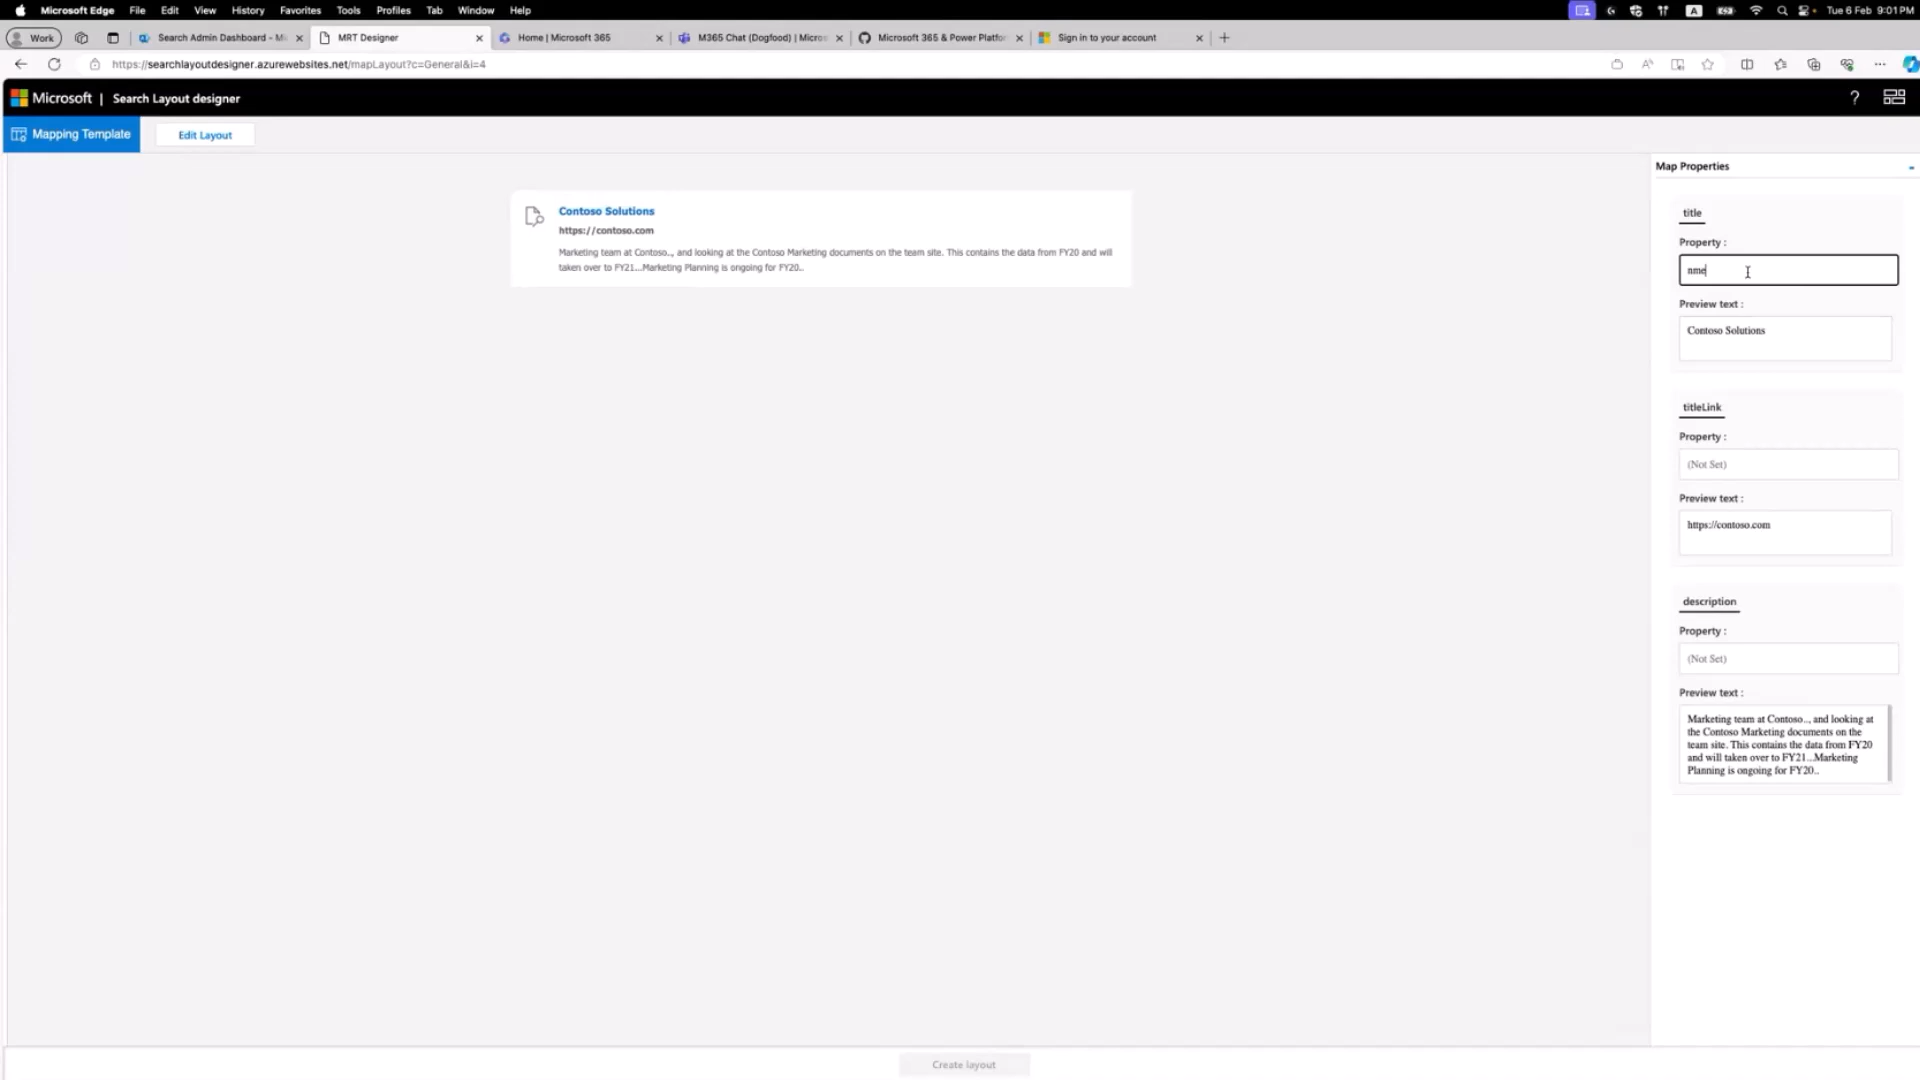 Microsoft Edge File Edit View History Favorites Tools Profiles Tab Window Help
A Tue 6 Feb 9:01 PM
Work
Search Admin Dashboard - Mi
MRT Designer
Home | Microsoft 365
M365 Chat (Dogfood) | Micros
Microsoft 365 & Power Platfor
Sign in to your account
https://searchlayoutdesigner.azurewebsites.net/mapLayout?c=General&i=4
Microsoft | Search Layout designer
?
Mapping Template
Edit Layout
Contoso Solutions
https://contoso.com
Marketing team at Contoso.., and looking at the Contoso Marketing documents on the team site. This contains the data from FY20 and will
taken over to FY21...Marketing Planning is ongoing for FY20..
Map Properties
title
Property :
nme
Preview text :
Contoso Solutions
titleLink
Property :
(Not Set)
Preview text :
https://contoso.com
description
Property :
(Not Set)
Preview text :
Marketing team at Contoso.., and looking at
the Contoso Marketing documents on the
team site. This contains the data from FY20
and will taken over to FY21...Marketing
Planning is ongoing for FY20..
Create layout